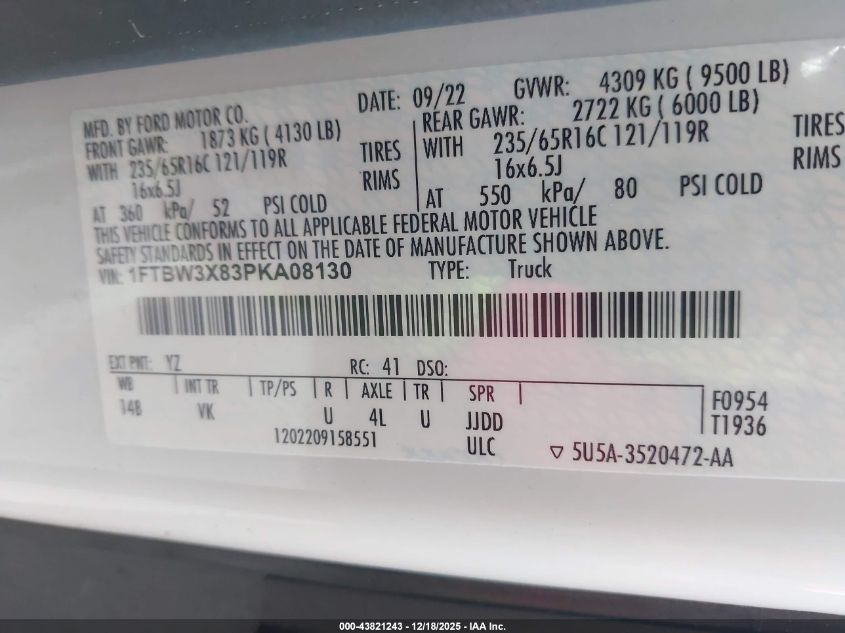 MFD. BY FORD MOTOR CO. DATE: 09/22 GVWR: 4309 KG ( 9500 LB)
FRONT GAWR: 1873 KG ( 4130 LB) REAR GAWR: 2722 KG ( 6000 LB)
WITH 235/65R16C 121/119R TIRES WITH 235/65R16C 121/119R TIRES
16x6.5J RIMS 16x6.5J RIMS
AT 360 kPa/ 52 PSI COLD AT 550 kPa/ 80 PSI COLD
THIS VEHICLE CONFORMS TO ALL APPLICABLE FEDERAL MOTOR VEHICLE
SAFETY STANDARDS IN EFFECT ON THE DATE OF MANUFACTURE SHOWN ABOVE.
VIN: 1FTBW3X83PKA08130 TYPE: Truck
EXT PNT: YZ RC: 41 DSO:
WB INT TR TP/PS R AXLE TR SPR F0954
148 VK U 4L U JJDD T1936
1202209158551 ULC ▽ 5U5A-3520472-AA
000-43821243 - 12/18/2025 - IAA Inc.